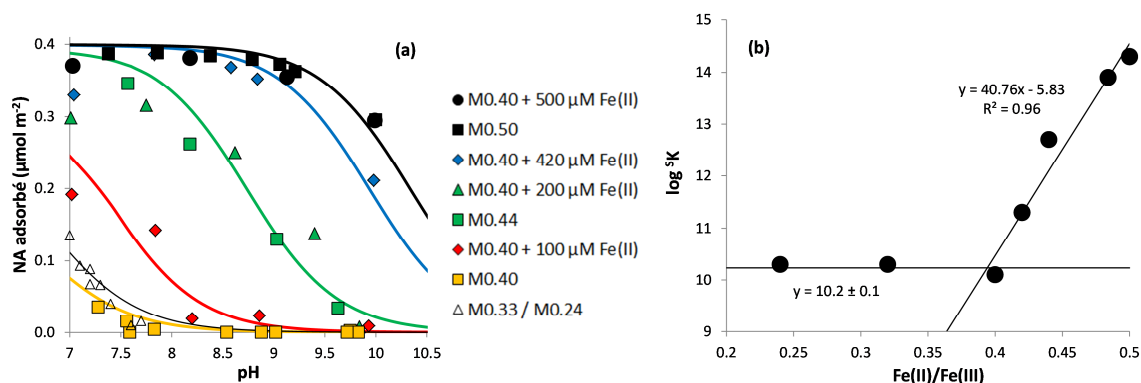 (a)
NA adsorbé (µmol m⁻²)
0.4
0.3
0.2
0.1
0.0
7
7.5
8
8.5
9
9.5
10
10.5
pH
M0.40 + 500 µM Fe(II)
M0.50
M0.40 + 420 µM Fe(II)
M0.40 + 200 µM Fe(II)
M0.44
M0.40 + 100 µM Fe(II)
M0.40
M0.33 / M0.24
(b)
log ˢK
15
14
13
12
11
10
9
y = 40.76x - 5.83
R² = 0.96
y = 10.2 ± 0.1
0.2
0.25
0.3
0.35
0.4
0.45
0.5
Fe(II)/Fe(III)